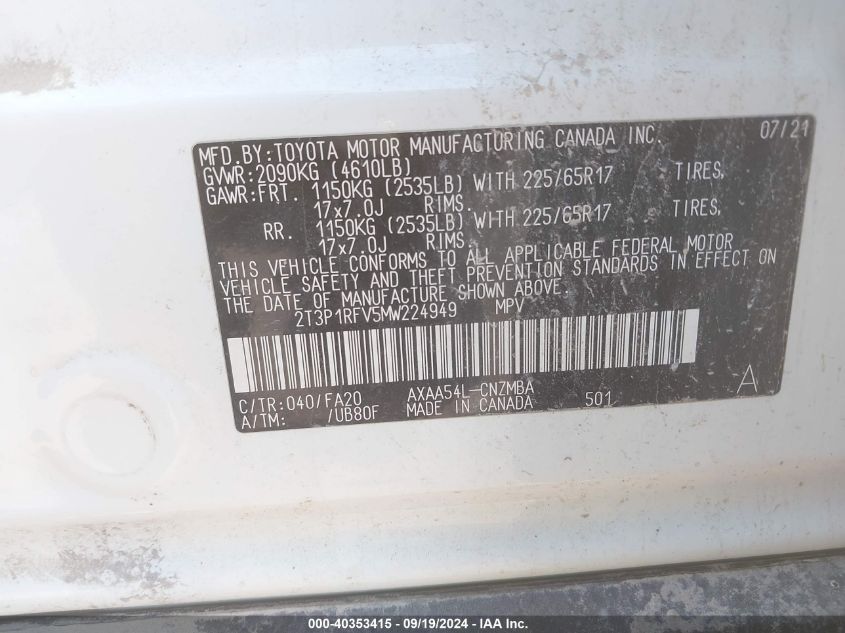 07/21
MFD.BY:TOYOTA MOTOR MANUFACTURING CANADA INC.
GVWR:2090KG (4610LB)
GAWR:FRT. 1150KG (2535LB) WITH 225/65R17 TIRES,
17x7.0J RIMS.
RR. 1150KG (2535LB) WITH 225/65R17 TIRES,
17x7.0J RIMS
THIS VEHICLE CONFORMS TO ALL APPLICABLE FEDERAL MOTOR
VEHICLE SAFETY AND THEFT PREVENTION STANDARDS IN EFFECT ON
THE DATE OF MANUFACTURE SHOWN ABOVE.
2T3P1RFV5MW224949 MPV
C/TR:040/FA20 AXAA54L-CNZMBA A
A/TM: /UB80F MADE IN CANADA 501
000-40353415 - 09/19/2024 - IAA Inc.